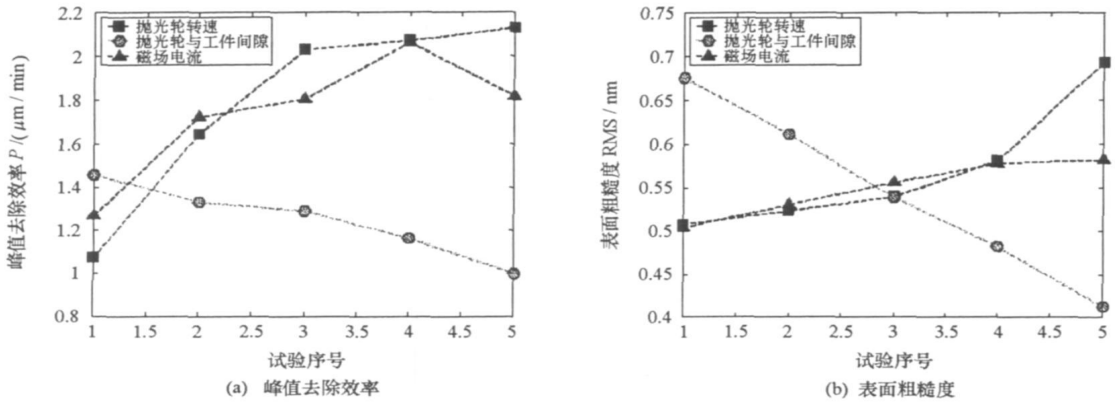 2.2
2
1.8
1.6
1.4
1.2
1
0.8
峰值去除效率 P /( μm / min)
抛光轮转速
抛光轮与工件间隙
磁场电流
1 1.5 2 2.5 3 3.5 4 4.5 5
试验序号
(a) 峰值去除效率
0.75
0.7
0.65
0.6
0.55
0.5
0.45
0.4
表面粗糙度 RMS / nm
抛光轮转速
抛光轮与工件间隙
磁场电流
1 1.5 2 2.5 3 3.5 4 4.5 5
试验序号
(b) 表面粗糙度